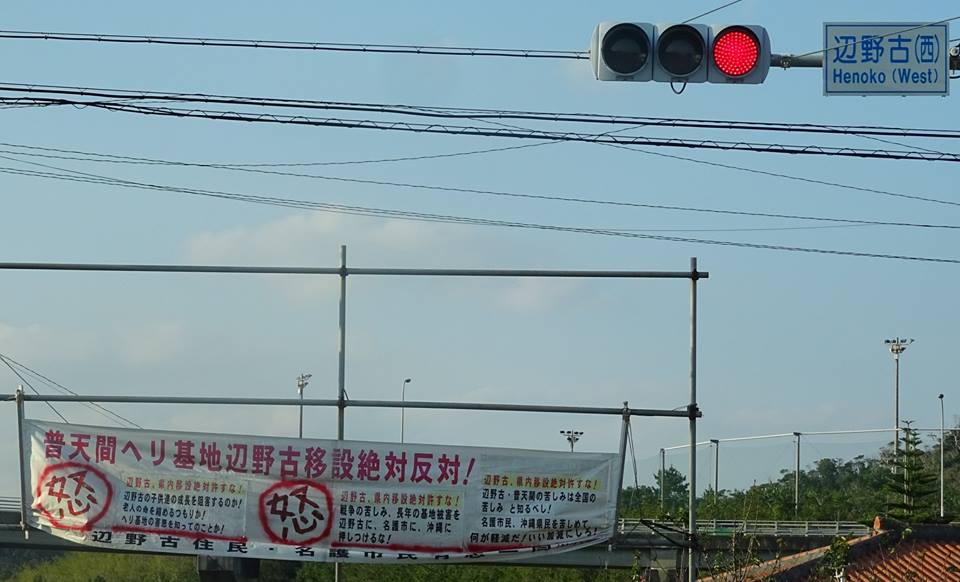 辺野古(西)
Henoko (West)
普天間ヘリ基地辺野古移設絶対反対!
怒
辺野古、県内移設絶対許すな!
辺野古の子供達の成長を阻害するのか!
老人の命を縮めるつもりか!
ヘリ基地の害悪を知ってのことか!
怒
辺野古、県内移設絶対許すな!
戦争の苦しみ、長年の基地被害を
辺野古に、名護市に、沖縄に
押しつけるな!
辺野古、県内移設絶対許すな!
辺野古・普天間の苦しみは全国の
苦しみ と知るべし!
名護市民、沖縄県民を苦しめて、
何が軽減だ!いい加減にしろ!
辺野古住民・名護市民